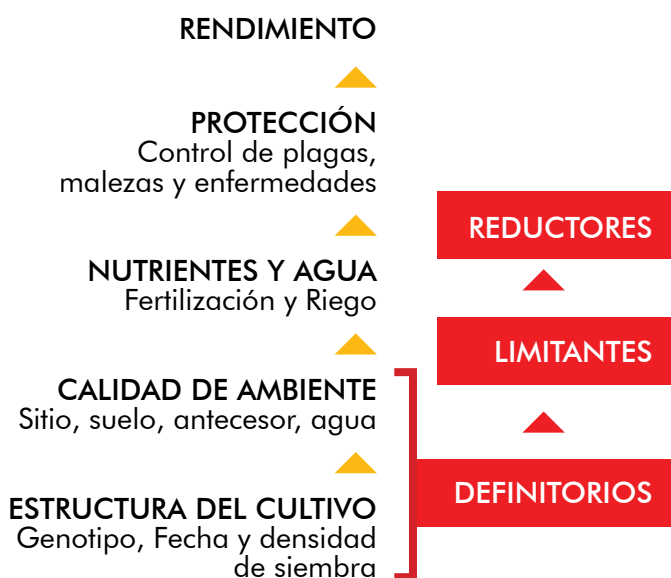 RENDIMIENTO
PROTECCIÓN
Control de plagas,
malezas y enfermedades
REDUCTORES
NUTRIENTES Y AGUA
Fertilización y Riego
LIMITANTES
CALIDAD DE AMBIENTE
Sitio, suelo, antecesor, agua
DEFINITORIOS
ESTRUCTURA DEL CULTIVO
Genotipo, Fecha y densidad
de siembra